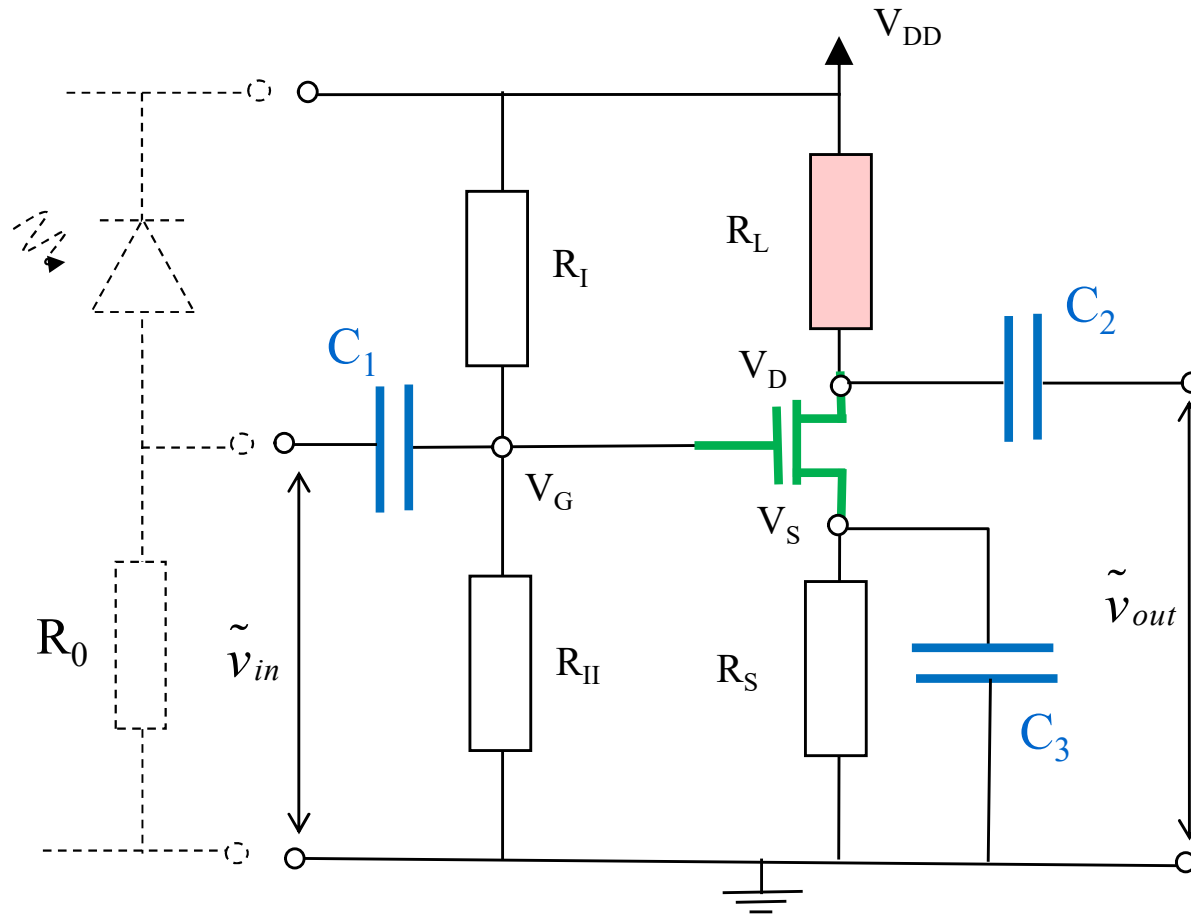 V_DD
R_L
R_I
C_2
C_1
V_D
V_G
V_S
ṽ_out
R_0
ṽ_in
R_II
R_S
C_3